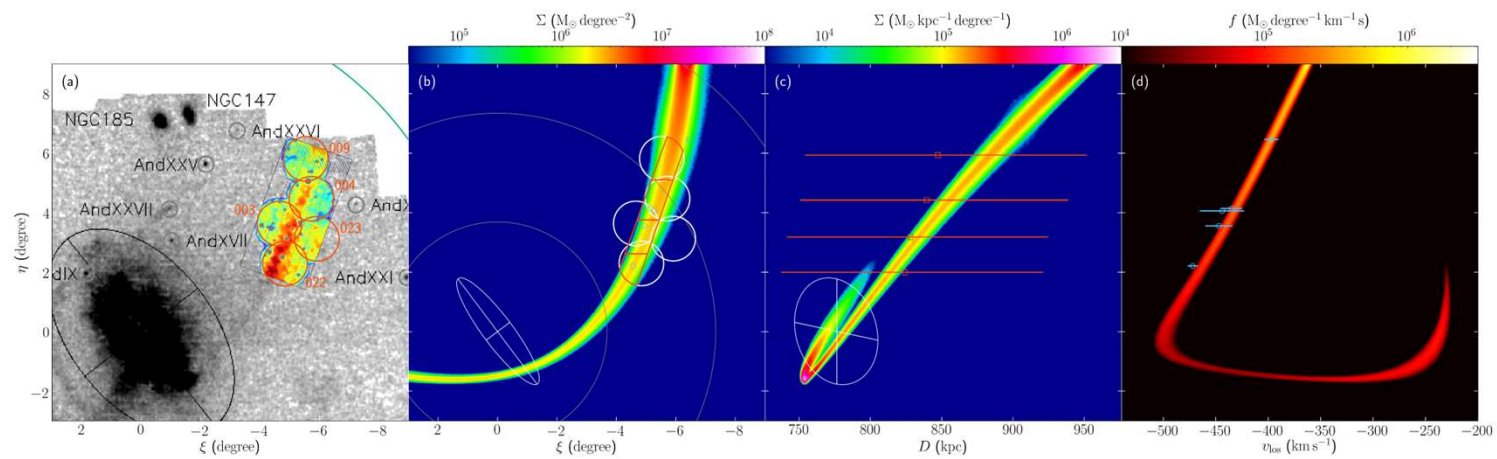 Σ (M⊙ degree⁻²)
Σ (M⊙ kpc⁻¹ degree⁻¹)
f (M⊙ degree⁻¹ km⁻¹ s)
10⁵ 10⁶ 10⁷ 10⁸
10⁴ 10⁵ 10⁶ 10⁴
10⁵ 10⁶
(a)
NGC147
NGC185
AndXXVI
009
AndXXV
004
AndXXVII
003
AndX
023
AndXVII
dIX
022
AndXXI
(b)
(c)
(d)
8
6
4
2
0
−2
η (degree)
2 0 −2 −4 −6 −8
ξ (degree)
2 0 −2 −4 −6 −8
ξ (degree)
750 800 850 900 950
D (kpc)
−500 −450 −400 −350 −300 −250 −200
v_los (km s⁻¹)